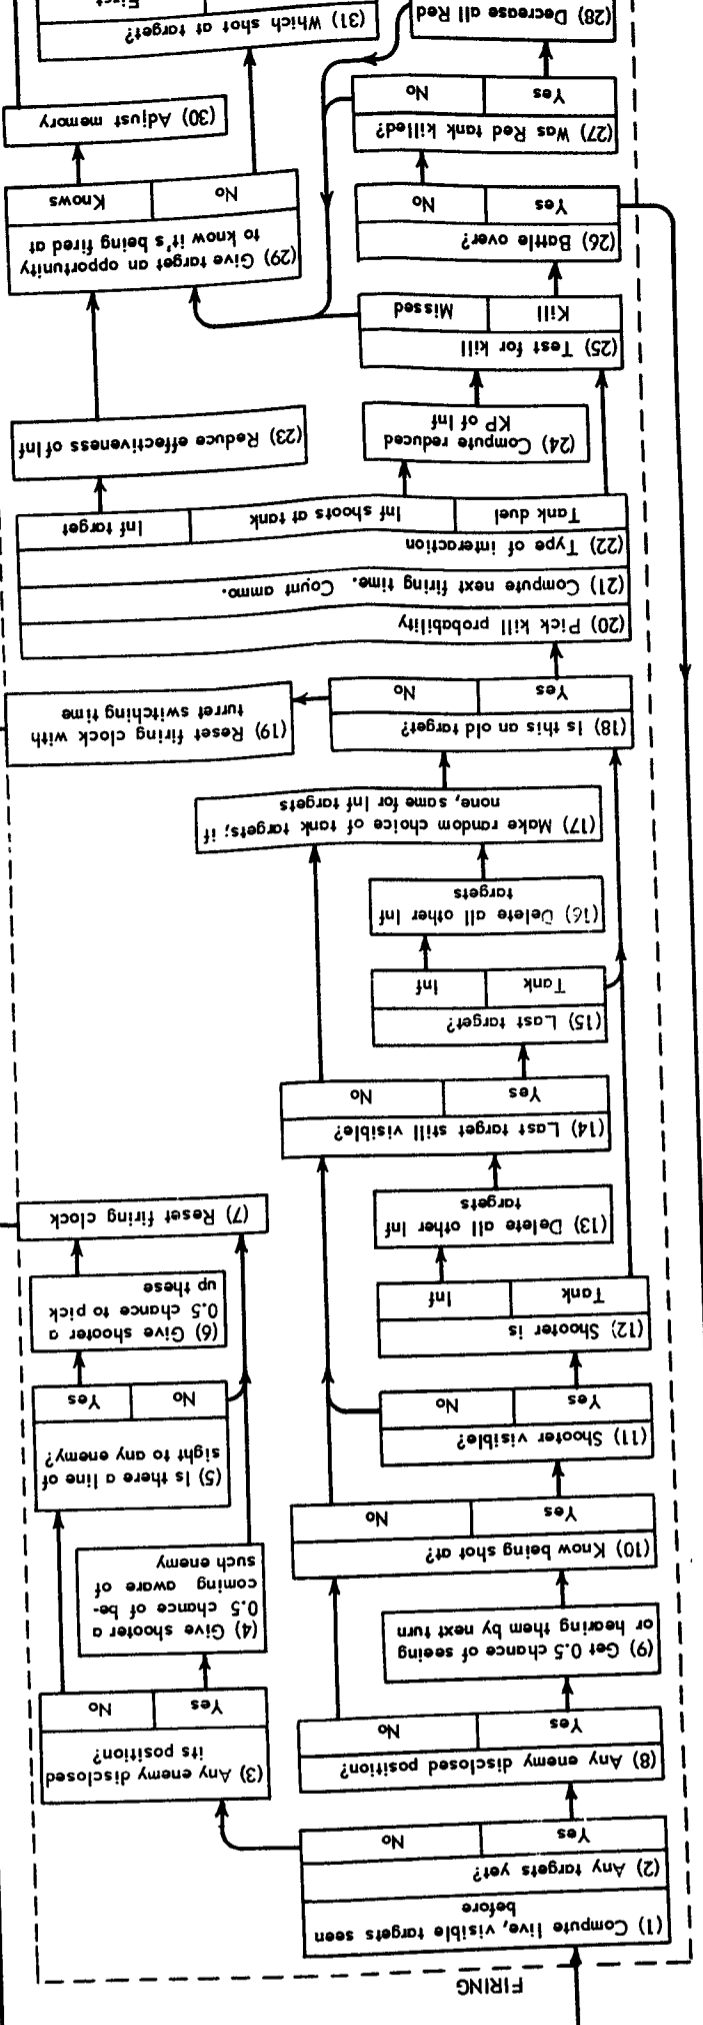 FIRING
(1) Compute, live, visible targets seen
before
(2) Any targets yet?
Yes
No
(3) Any enemy disclosed
its position?
Yes
No
(4) Give shooter a
0.5 chance of be-
coming aware of
such enemy
(5) Is there a line of
sight to any enemy?
No
Yes
(6) Give shooter a
0.5 chance to pick
up these
(7) Reset firing clock
(8) Any enemy disclosed position?
Yes
No
(9) Get 0.5 chance of seeing
or hearing them by next turn
(10) Know being shot at?
Yes
No
(11) Shooter visible?
Yes
No
(12) Shooter is
Tank
Inf
(13) Delete all other Inf
targets
(14) Last target still visible?
Yes
No
(15) Last target?
Tank
Inf
(16) Delete all other Inf
targets
(17) Make random choice of tank targets; if
none, same for Inf targets
(18) Is this an old target?
Yes
No
(19) Reset firing clock with
turret switching time
(20) Pick kill probability
(21) Compute next firing time. Count ammo.
(22) Type of interaction
Tank duel
Inf shoots at tank
Inf target
(23) Reduce effectiveness of Inf
(24) Compute reduced
KP of Inf
(25) Test for kill
Kill
Missed
(26) Battle over?
Yes
No
(27) Was Red tank killed?
Yes
No
(28) Decrease all Red
(29) Give target an opportunity
to know it's being fired at
No
Knows
(30) Adjust memory
(31) Which shot at target?
First